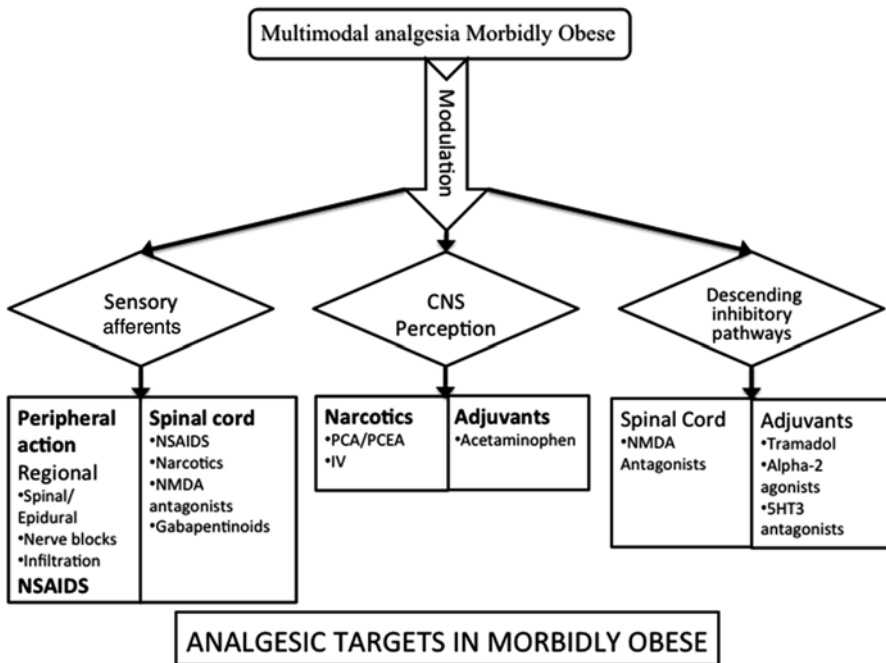 Multimodal analgesia Morbidly Obese
Modulation
Sensory
afferents
CNS
Perception
Descending
inhibitory
pathways
Peripheral
action
Regional
•Spinal/
Epidural
•Nerve blocks
•Infiltration
NSAIDS
Spinal cord
•NSAIDS
•Narcotics
•NMDA
antagonists
•Gabapentinoids
Narcotics
•PCA/PCEA
•IV
Adjuvants
•Acetaminophen
Spinal Cord
•NMDA
Antagonists
Adjuvants
•Tramadol
•Alpha-2
agonists
•5HT3
antagonists
ANALGESIC TARGETS IN MORBIDLY OBESE